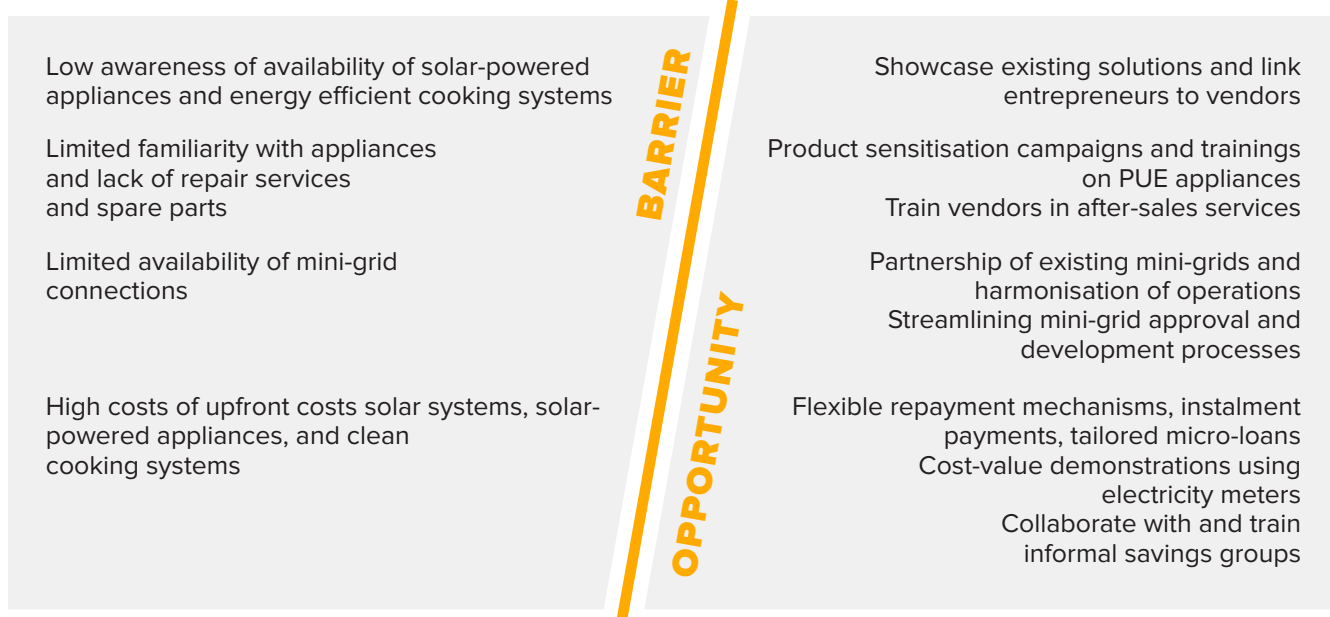 BARRIER
Low awareness of availability of solar-powered
appliances and energy efficient cooking systems
Limited familiarity with appliances
and lack of repair services
and spare parts
Limited availability of mini-grid
connections
High costs of upfront costs solar systems, solar-
powered appliances, and clean
cooking systems
OPPORTUNITY
Showcase existing solutions and link
entrepreneurs to vendors
Product sensitisation campaigns and trainings
on PUE appliances
Train vendors in after-sales services
Partnership of existing mini-grids and
harmonisation of operations
Streamlining mini-grid approval and
development processes
Flexible repayment mechanisms, instalment
payments, tailored micro-loans
Cost-value demonstrations using
electricity meters
Collaborate with and train
informal savings groups